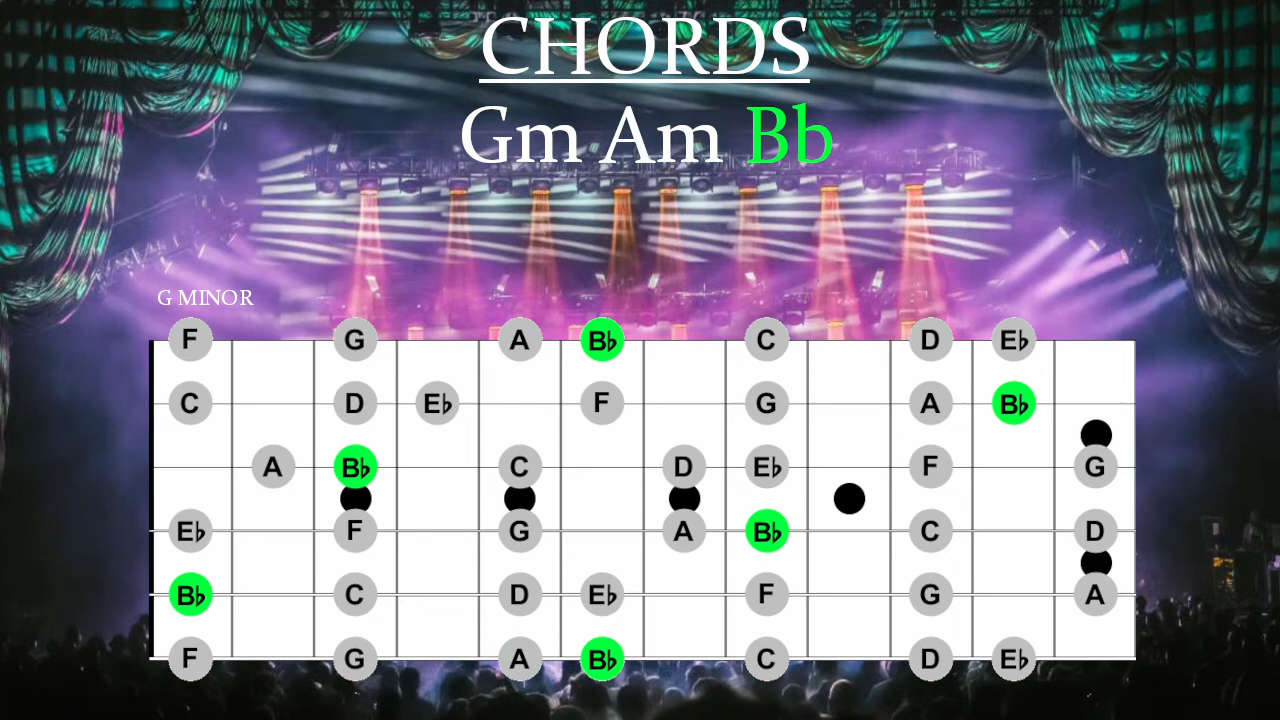 CHORDS
Gm Am Bb
G MINOR
F G A B♭ C D E♭
C D E♭ F G A B♭
A B♭ C D E♭ F G
E♭ F G A B♭ C D
B♭ C D E♭ F G A
F G A B♭ C D E♭